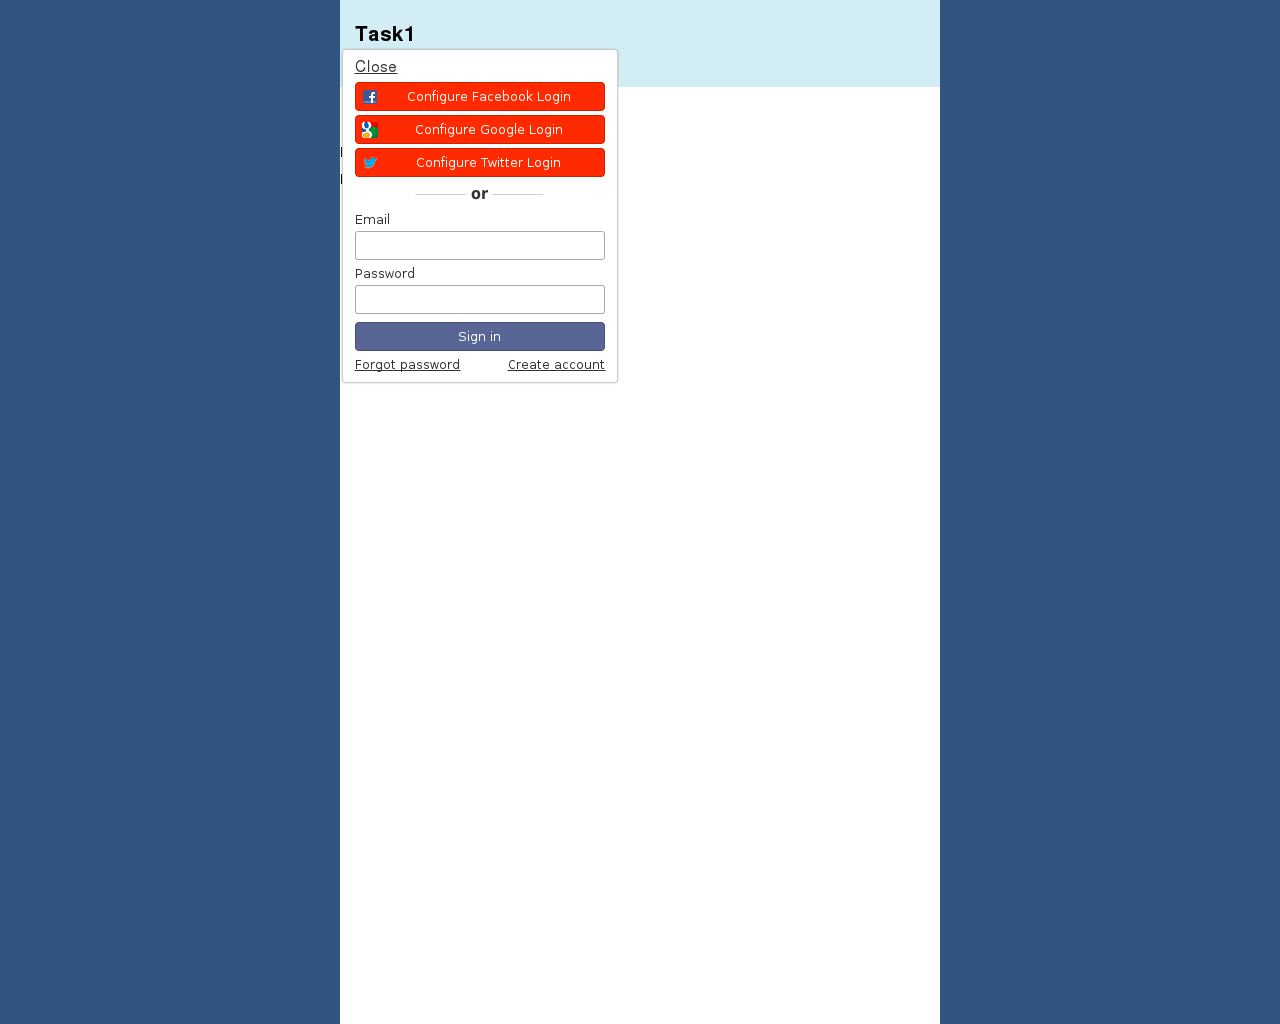 Task1
Close
Configure Facebook Login
Configure Google Login
Configure Twitter Login
or
Email
Password
Sign in
Forgot password Create account